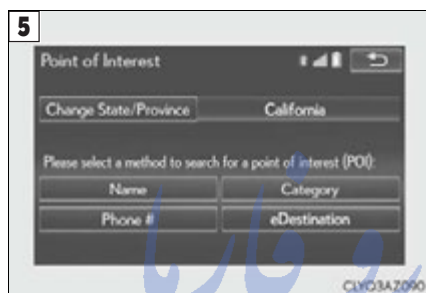 5
Point of Interest
Change State/Province California
Please select a method to search for a point of interest (POI):
Name Category
Phone # eDestination
CLYO3AZ090